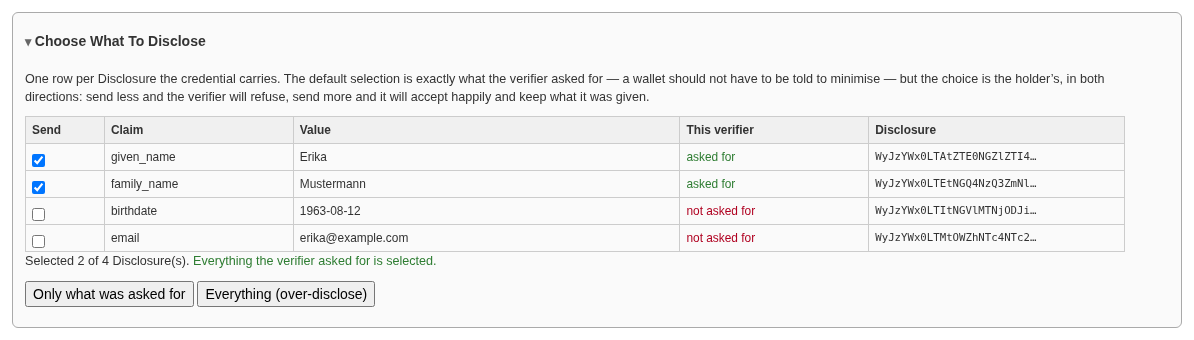 ▾ Choose What To Disclose
One row per Disclosure the credential carries. The default selection is exactly what the verifier asked for — a wallet should not have to be told to minimise — but the choice is the holder’s, in both
directions: send less and the verifier will refuse, send more and it will accept happily and keep what it was given.
Send Claim Value This verifier Disclosure
given_name Erika asked for WyJzYWx0LTAtZTE0NGZlZTI4…
family_name Mustermann asked for WyJzYWx0LTEtNGQ4NzQ3ZmNl…
birthdate 1963-08-12 not asked for WyJzYWx0LTItNGVlMTNjODJi…
email erika@example.com not asked for WyJzYWx0LTMtOWZhNTc4NTc2…
Selected 2 of 4 Disclosure(s). Everything the verifier asked for is selected.
Only what was asked for Everything (over-disclose)